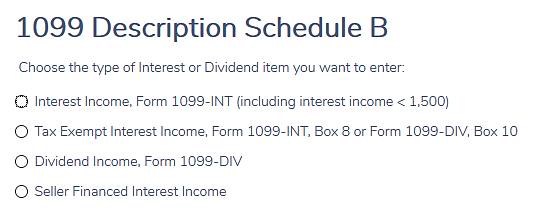 1099 Description Schedule B
Choose the type of Interest or Dividend item you want to enter:
Interest Income, Form 1099-INT (including interest income < 1,500)
Tax Exempt Interest Income, Form 1099-INT, Box 8 or Form 1099-DIV, Box 10
Dividend Income, Form 1099-DIV
Seller Financed Interest Income